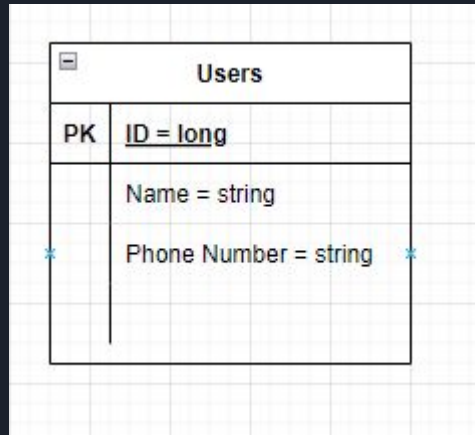 Users
PK ID = long
Name = string
Phone Number = string